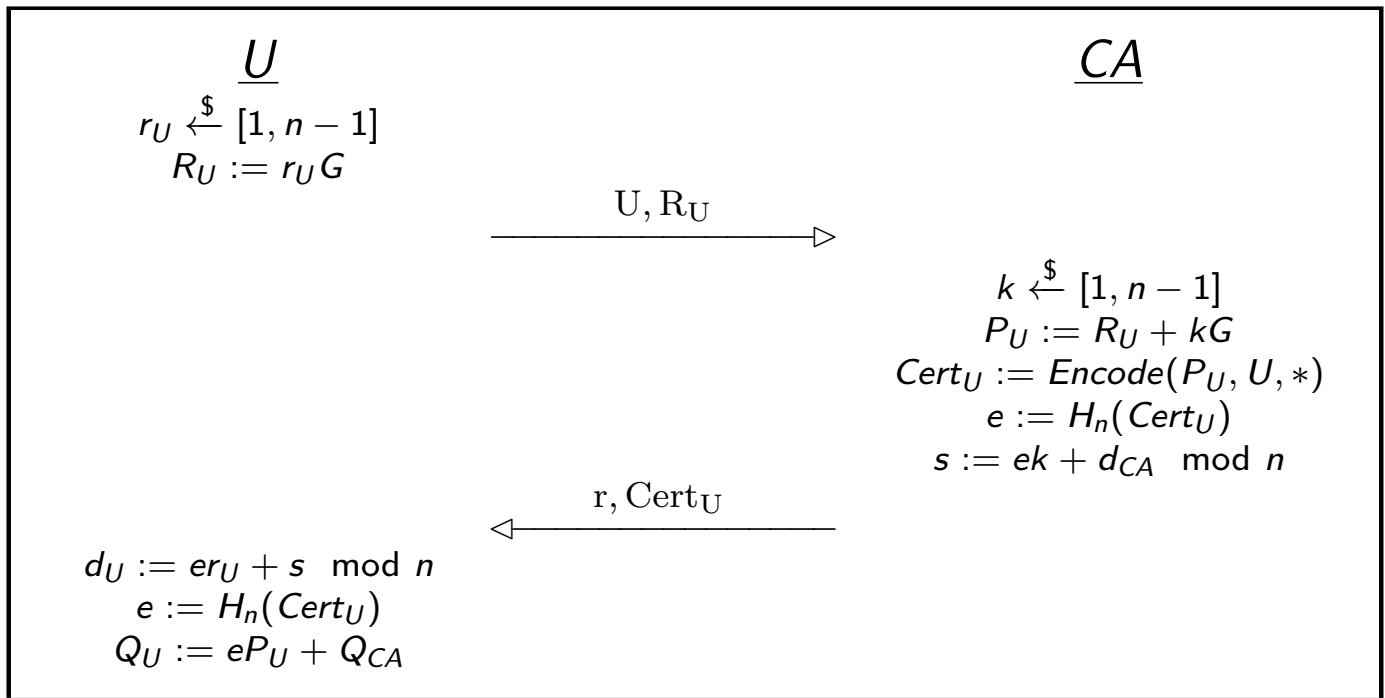 U CA
r_U $← [1, n − 1]
R_U := r_U G
U, R_U
k $← [1, n − 1]
P_U := R_U + kG
Cert_U := Encode(P_U, U, *)
e := H_n(Cert_U)
s := ek + d_CA mod n
r, Cert_U
d_U := er_U + s mod n
e := H_n(Cert_U)
Q_U := eP_U + Q_CA